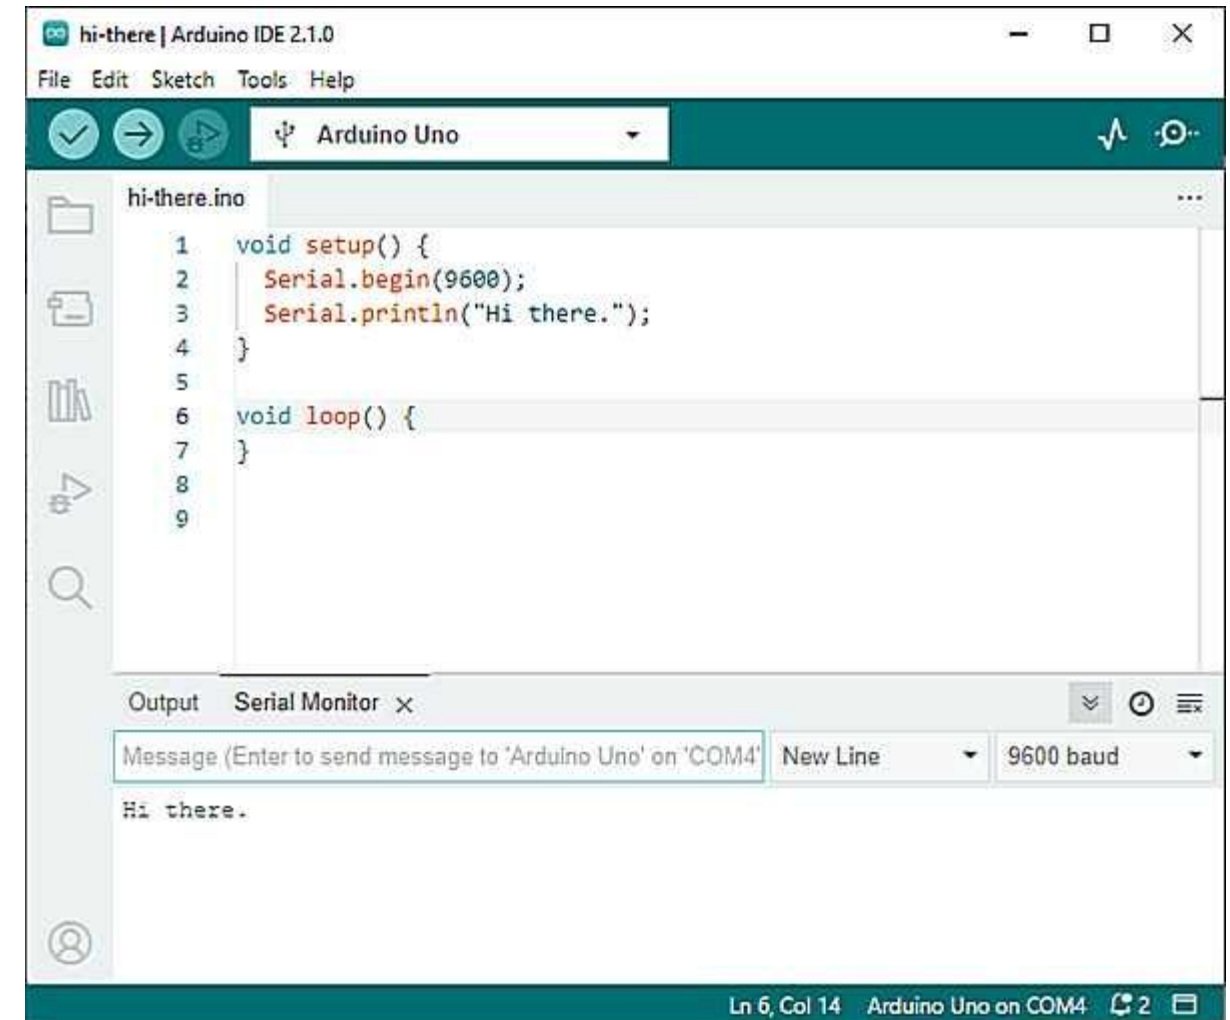 hi-there | Arduino IDE 2.1.0
File Edit Sketch Tools Help
Arduino Uno
hi-there.ino
1 void setup() {
2 Serial.begin(9600);
3 Serial.println("Hi there.");
4 }
5
6 void loop() {
7 }
8
9
Output Serial Monitor
Message (Enter to send message to 'Arduino Uno' on 'COM4' New Line 9600 baud
Hi there.
Ln 6, Col 14 Arduino Uno on COM4 2